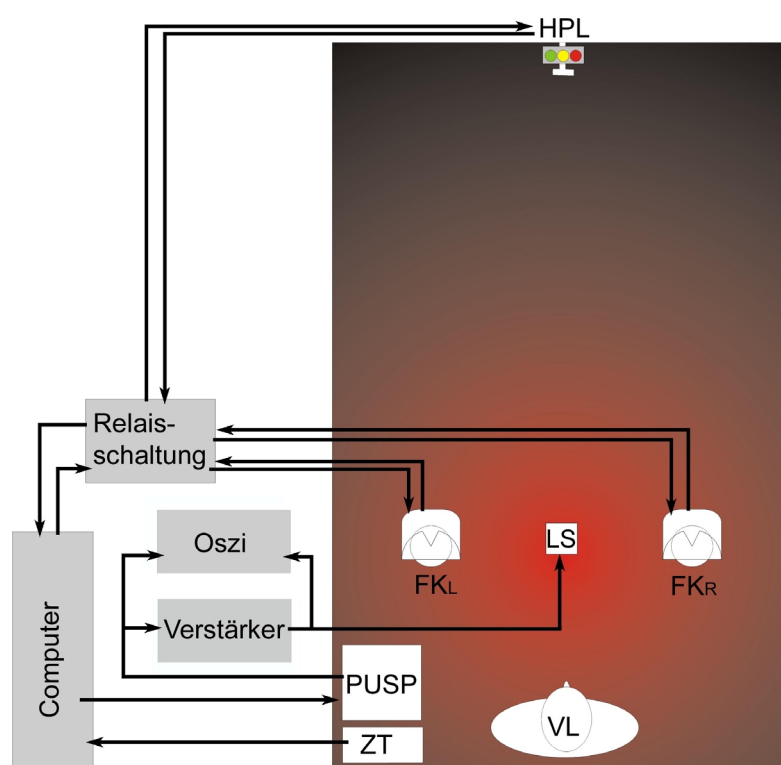 HPL
Relais-
schaltung
Oszi
LS
FKL
FKR
Verstärker
Computer
PUSP
VL
ZT